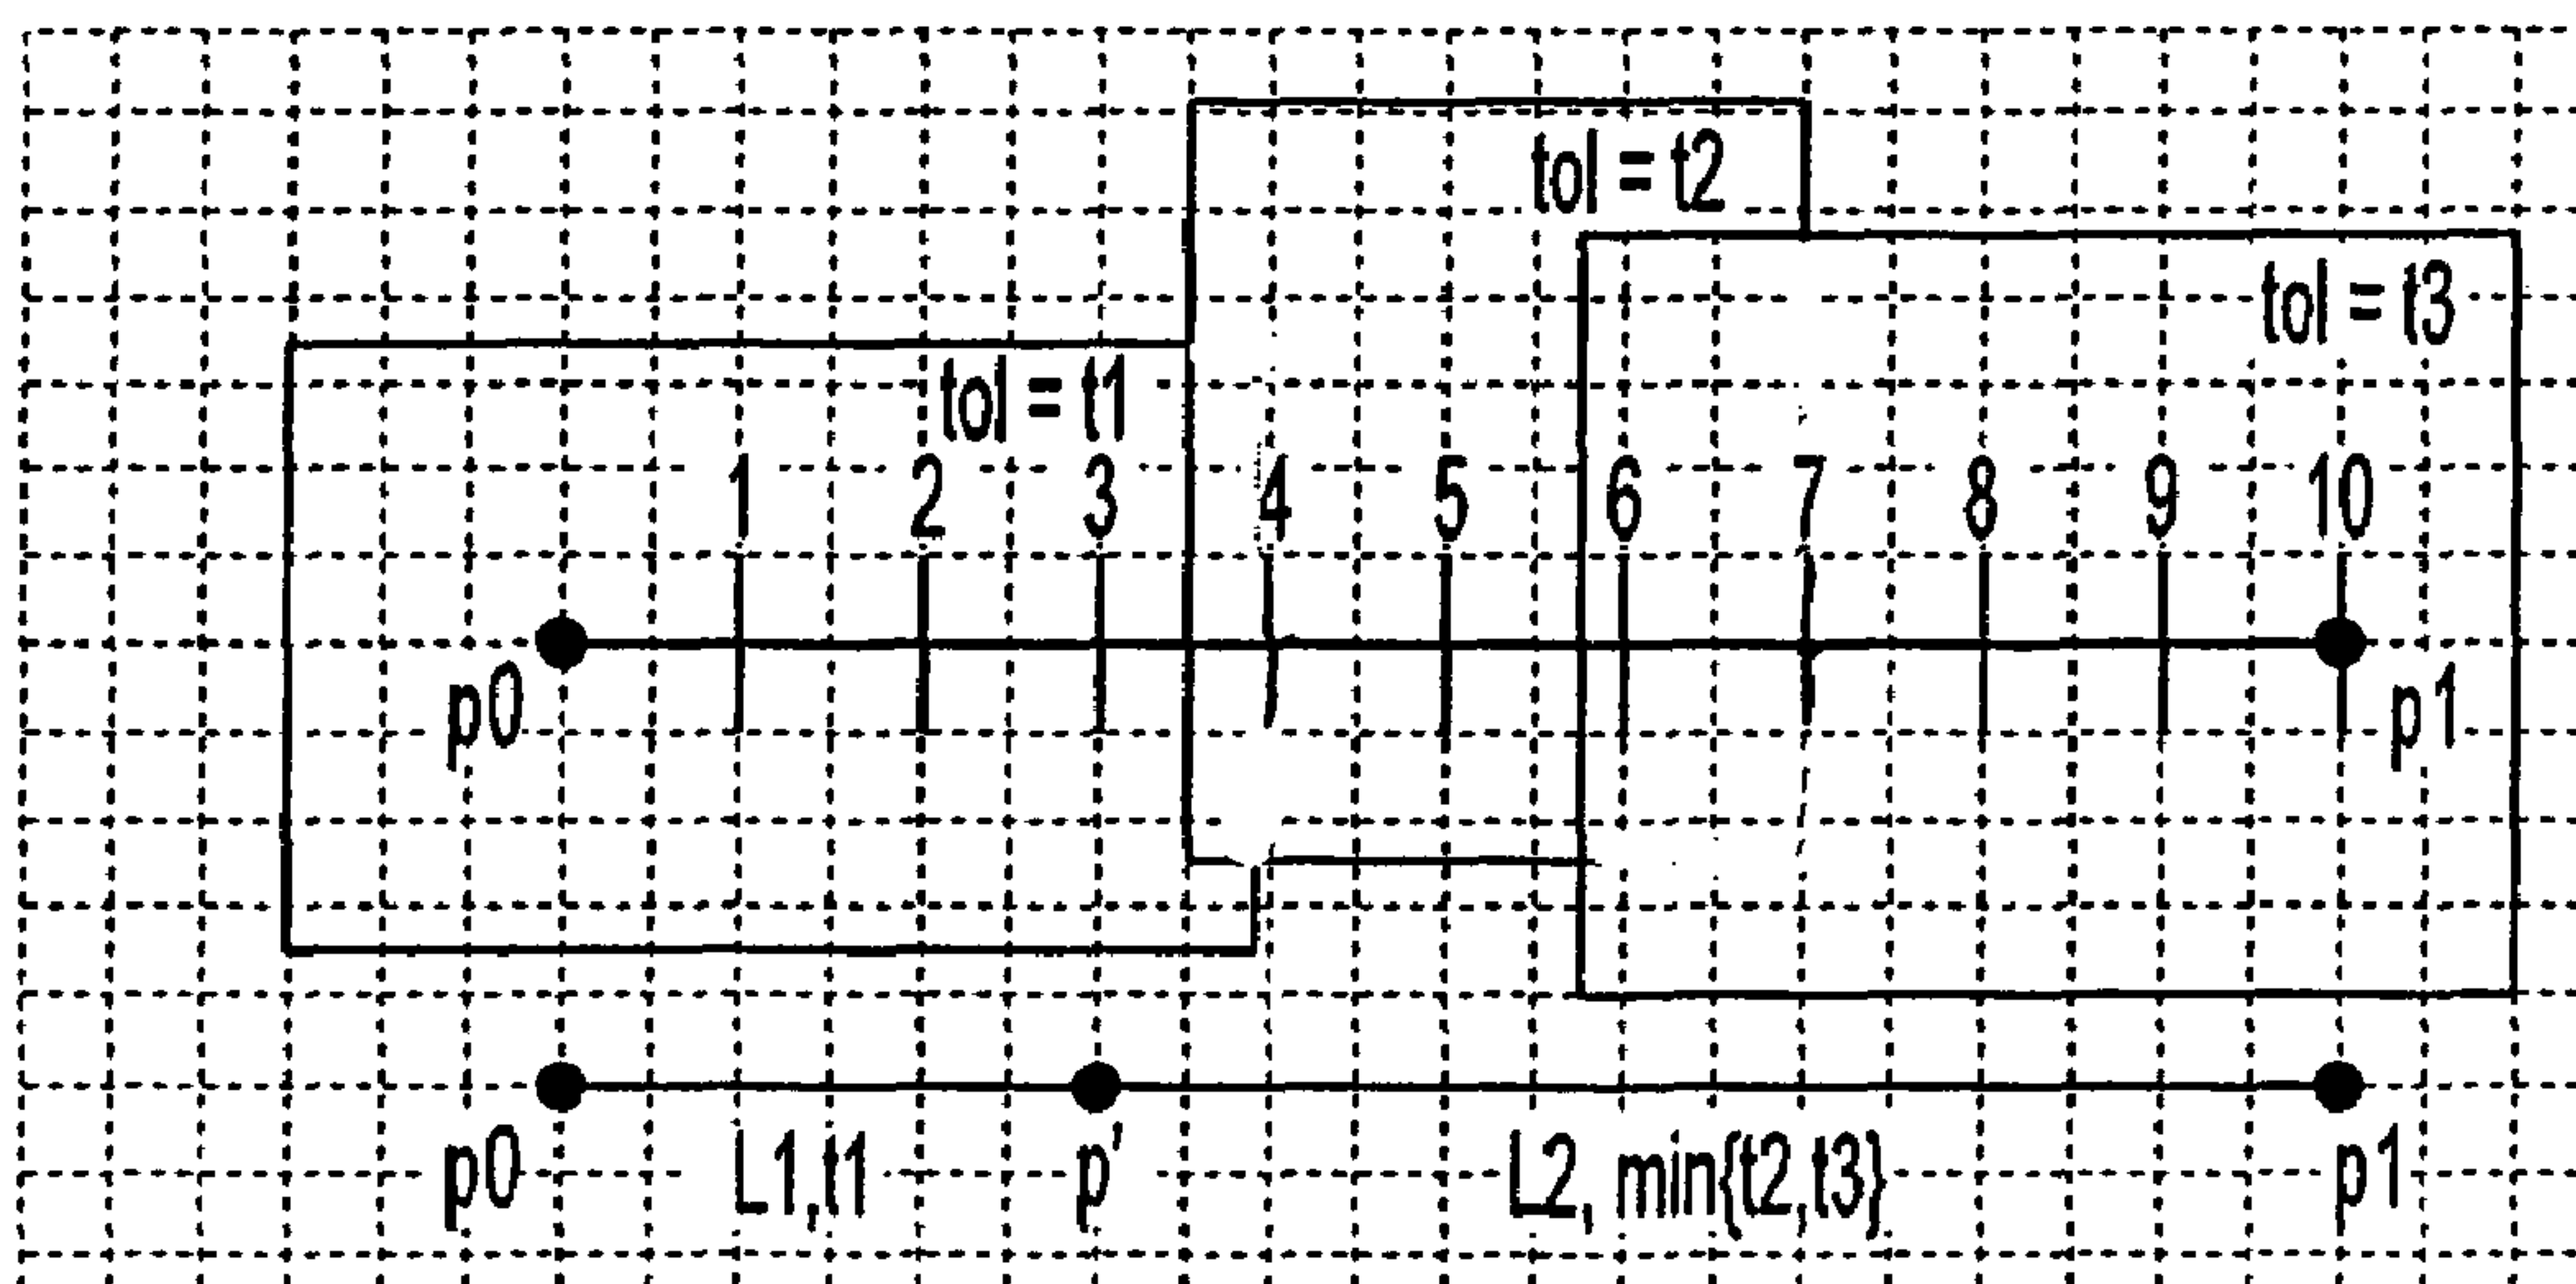 tol = t2
tol = t3
tol = t1
1 2 3 4 5 6 7 8 9 10
p0 p1
p0 L1,t1 p' L2, min{t2,t3} p1